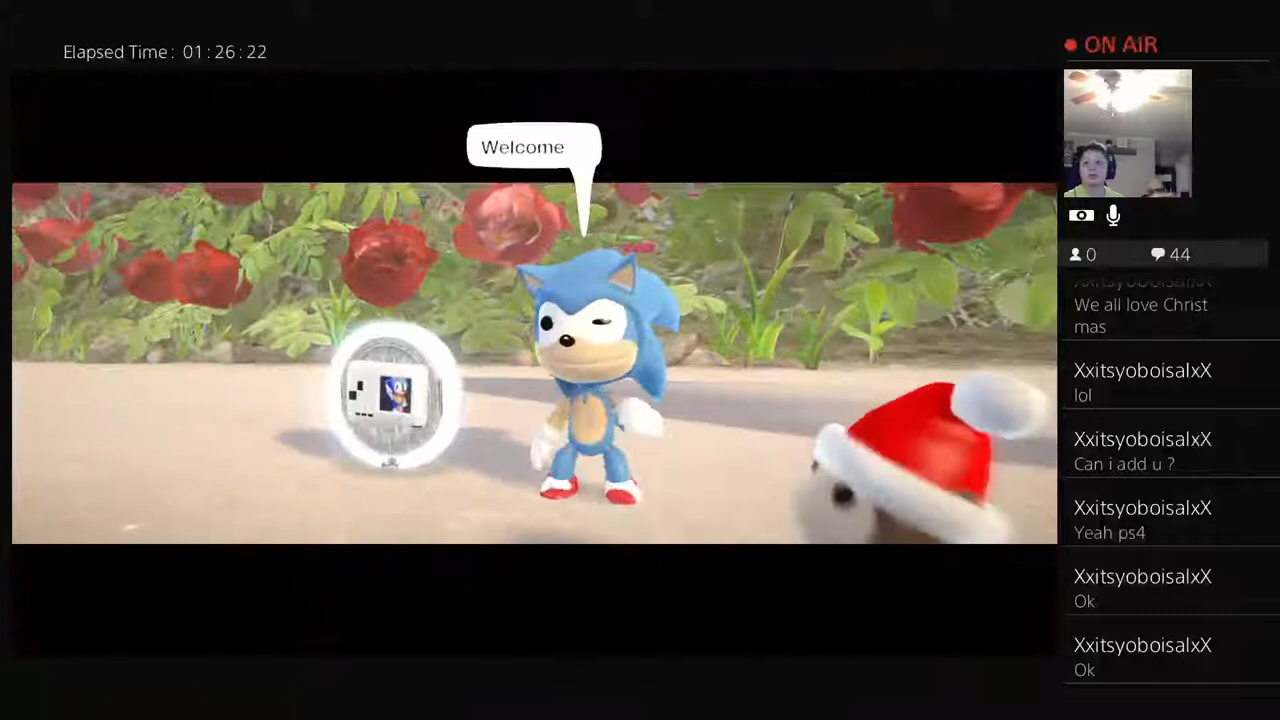 Elapsed Time: 01:26:22
ON AIR
Welcome
0 44
XxitsyoboisalxX
We all love Christ
mas
XxitsyoboisalxX
lol
XxitsyoboisalxX
Can i add u ?
XxitsyoboisalxX
Yeah ps4
XxitsyoboisalxX
Ok
XxitsyoboisalxX
Ok